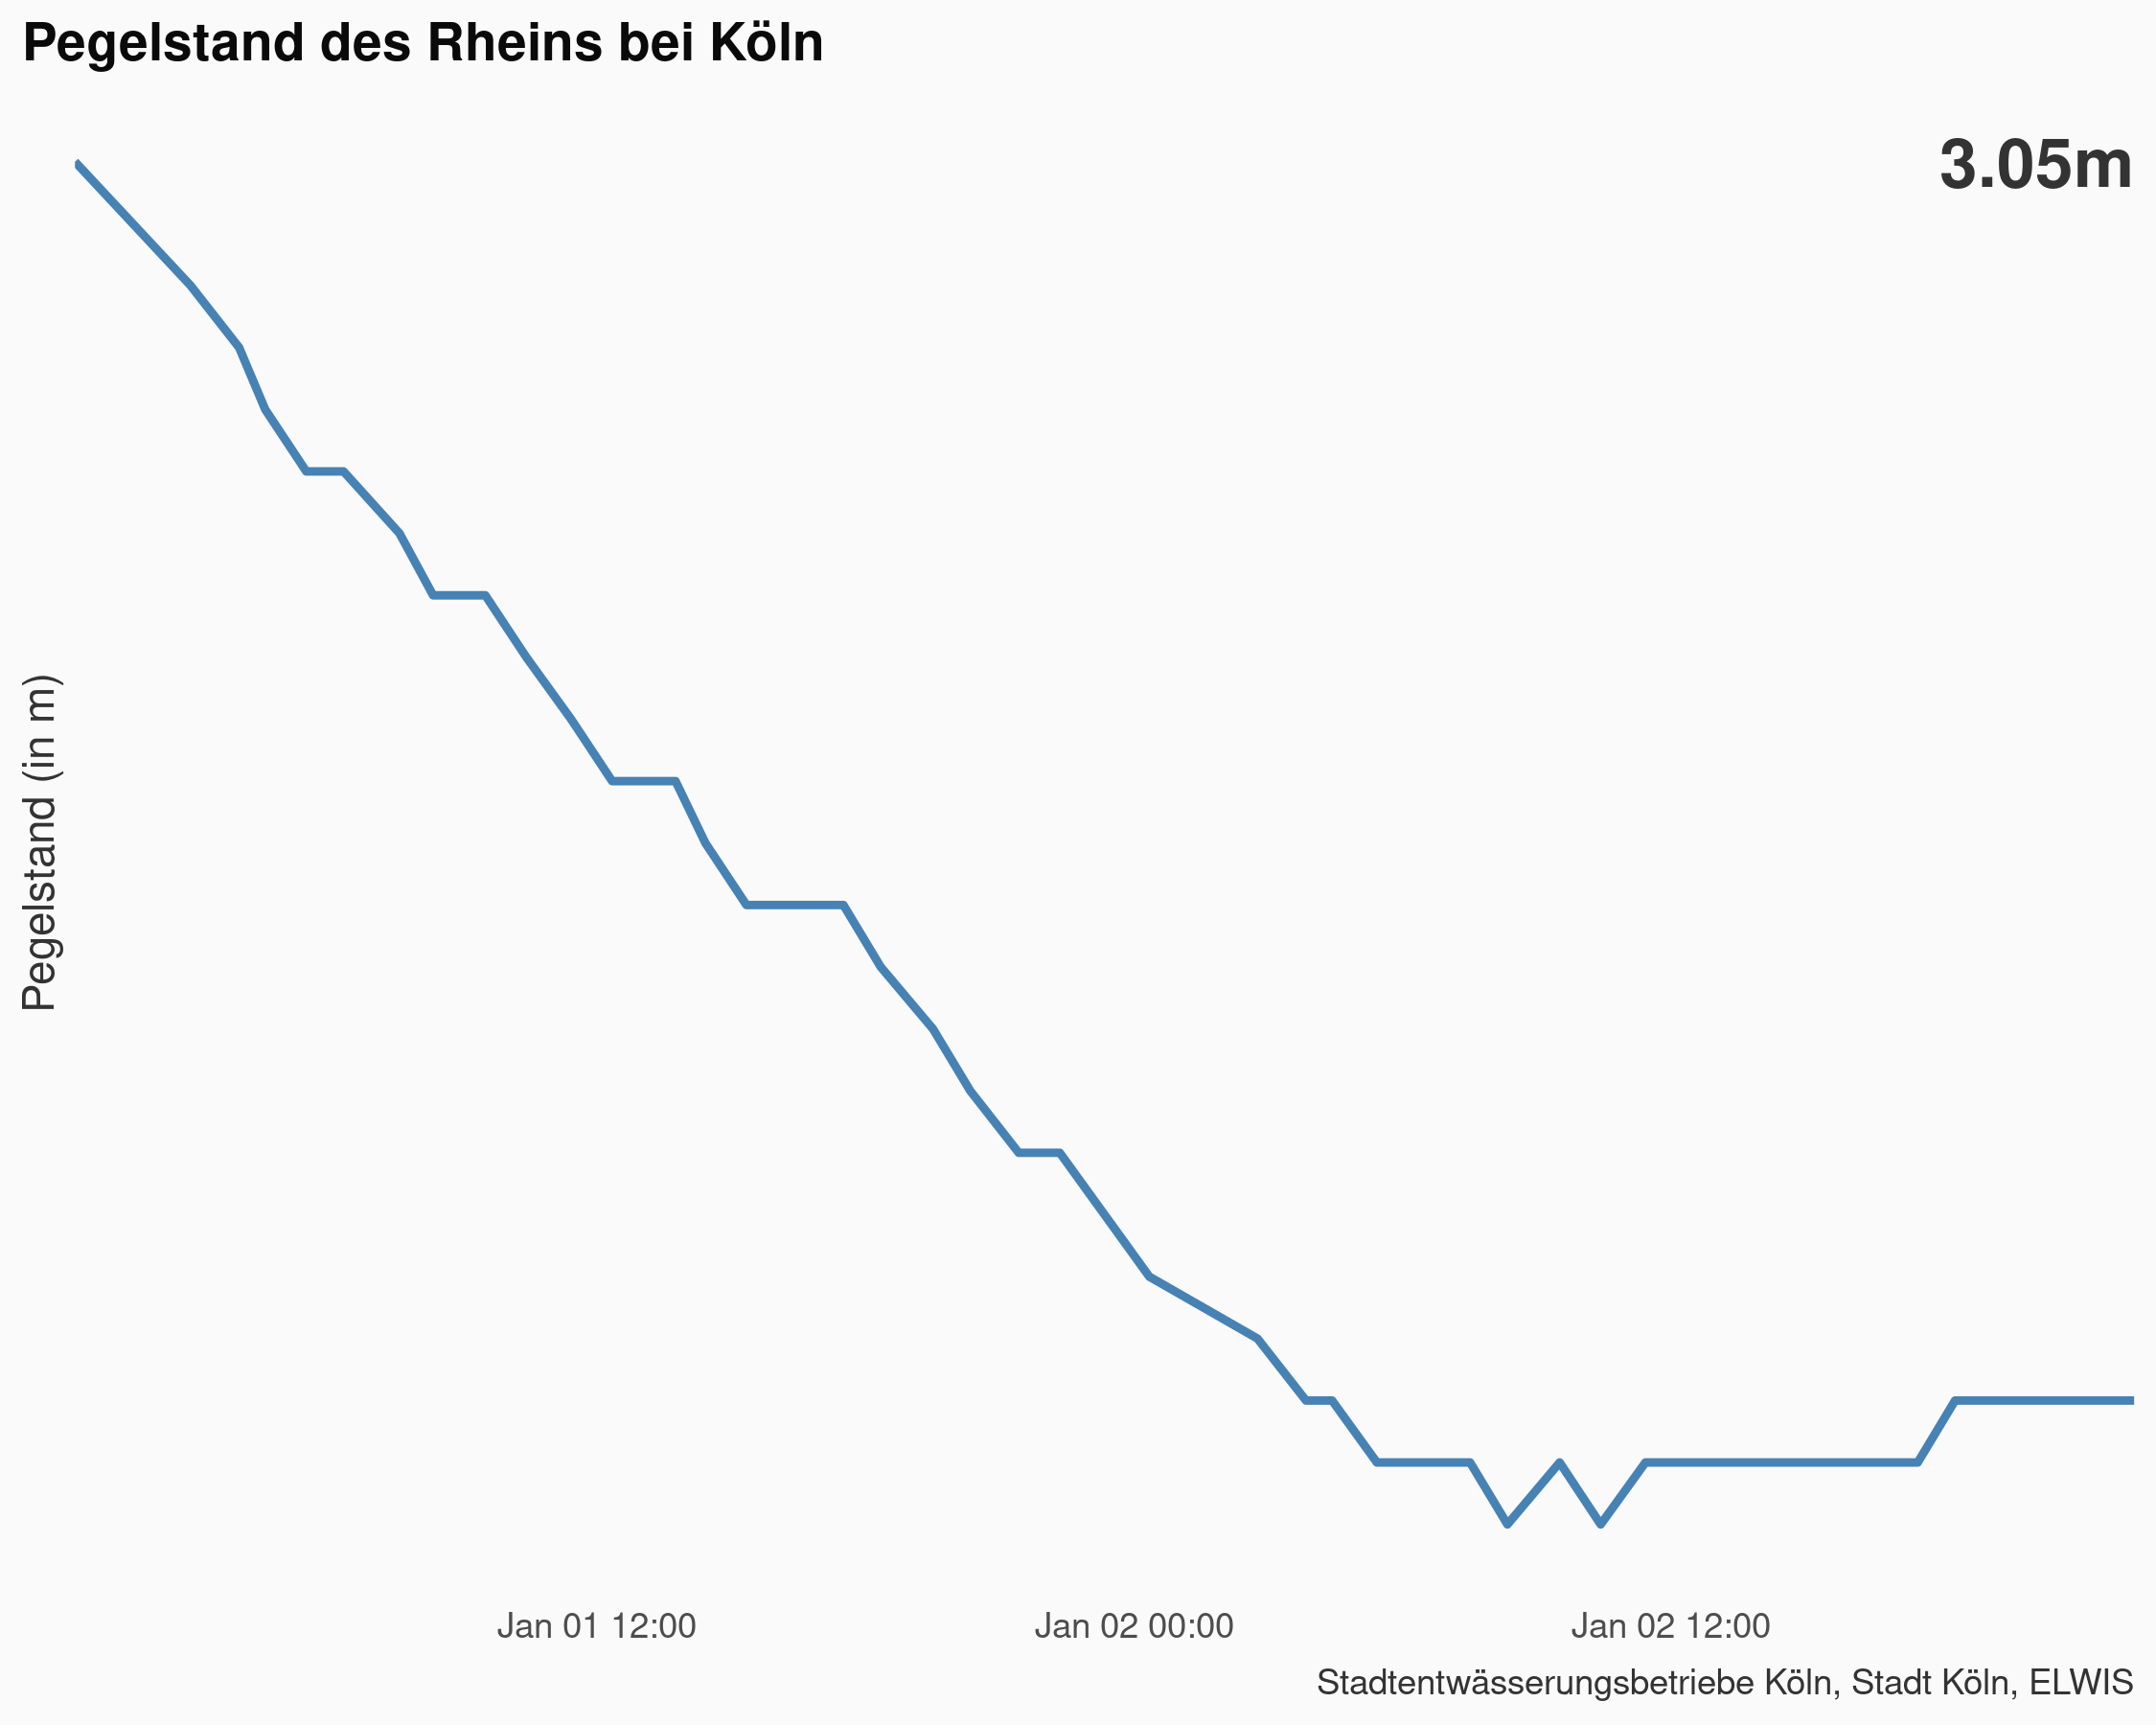 Pegelstand des Rheins bei Köln
3.05m
Pegelstand (in m)
Jan 01 12:00
Jan 02 00:00
Jan 02 12:00
Stadtentwässerungsbetriebe Köln, Stadt Köln, ELWIS